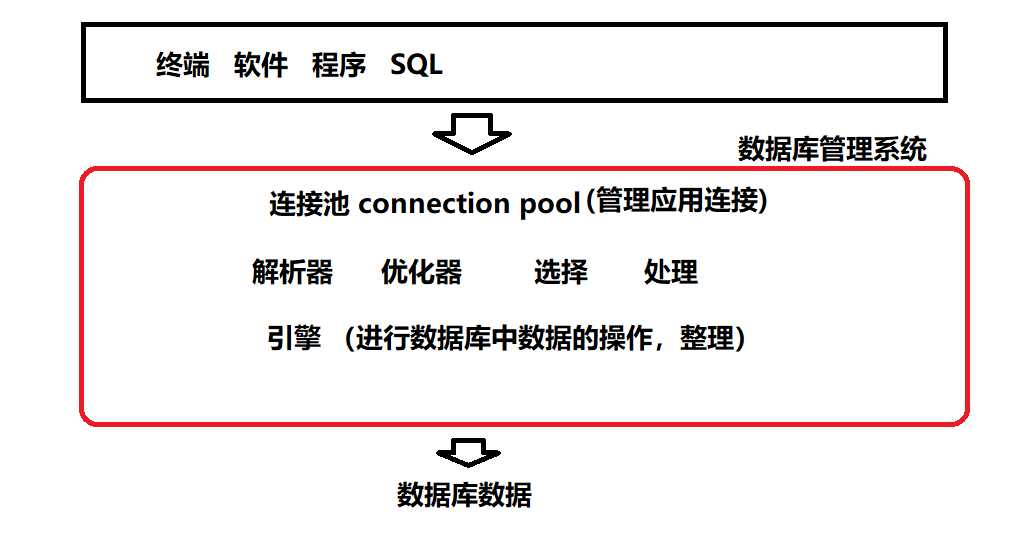 终端 软件 程序 SQL
数据库管理系统
连接池 connection pool(管理应用连接)
解析器 优化器 选择 处理
引擎 （进行数据库中数据的操作，整理）
数据库数据